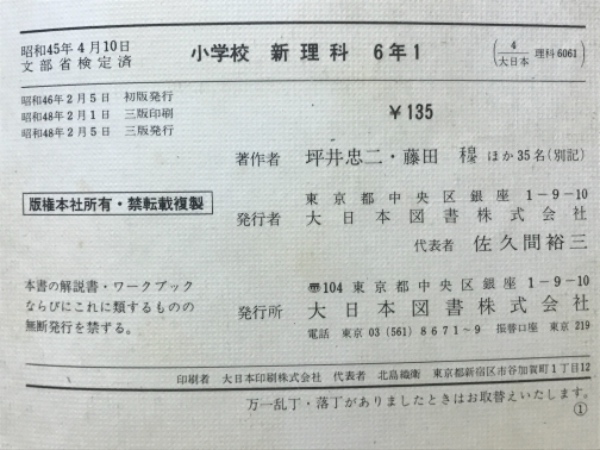 昭和45年4月10日
文部省検定済
小学校 新理科 6年1
4
大日本 理科6061
昭和46年2月5日 初版発行
昭和48年2月1日 三版印刷
昭和48年2月5日 三版発行
¥135
著作者 坪井忠二・藤田 穆 ほか35名(別記)
版権本社所有・禁転載複製
東京都中央区銀座1-9-10
発行者 大日本図書株式会社
代表者 佐久間裕三
本書の解説書・ワークブック
ならびにこれに類するものの
無断発行を禁ずる。
〠104 東京都中央区銀座1-9-10
発行所 大日本図書株式会社
電話 東京 03 (561) 8671~9 振替口座 東京 219
印刷者 大日本印刷株式会社 代表者 北島織衛 東京都新宿区市谷加賀町1丁目12
万一乱丁・落丁がありましたときはお取替えいたします。
①